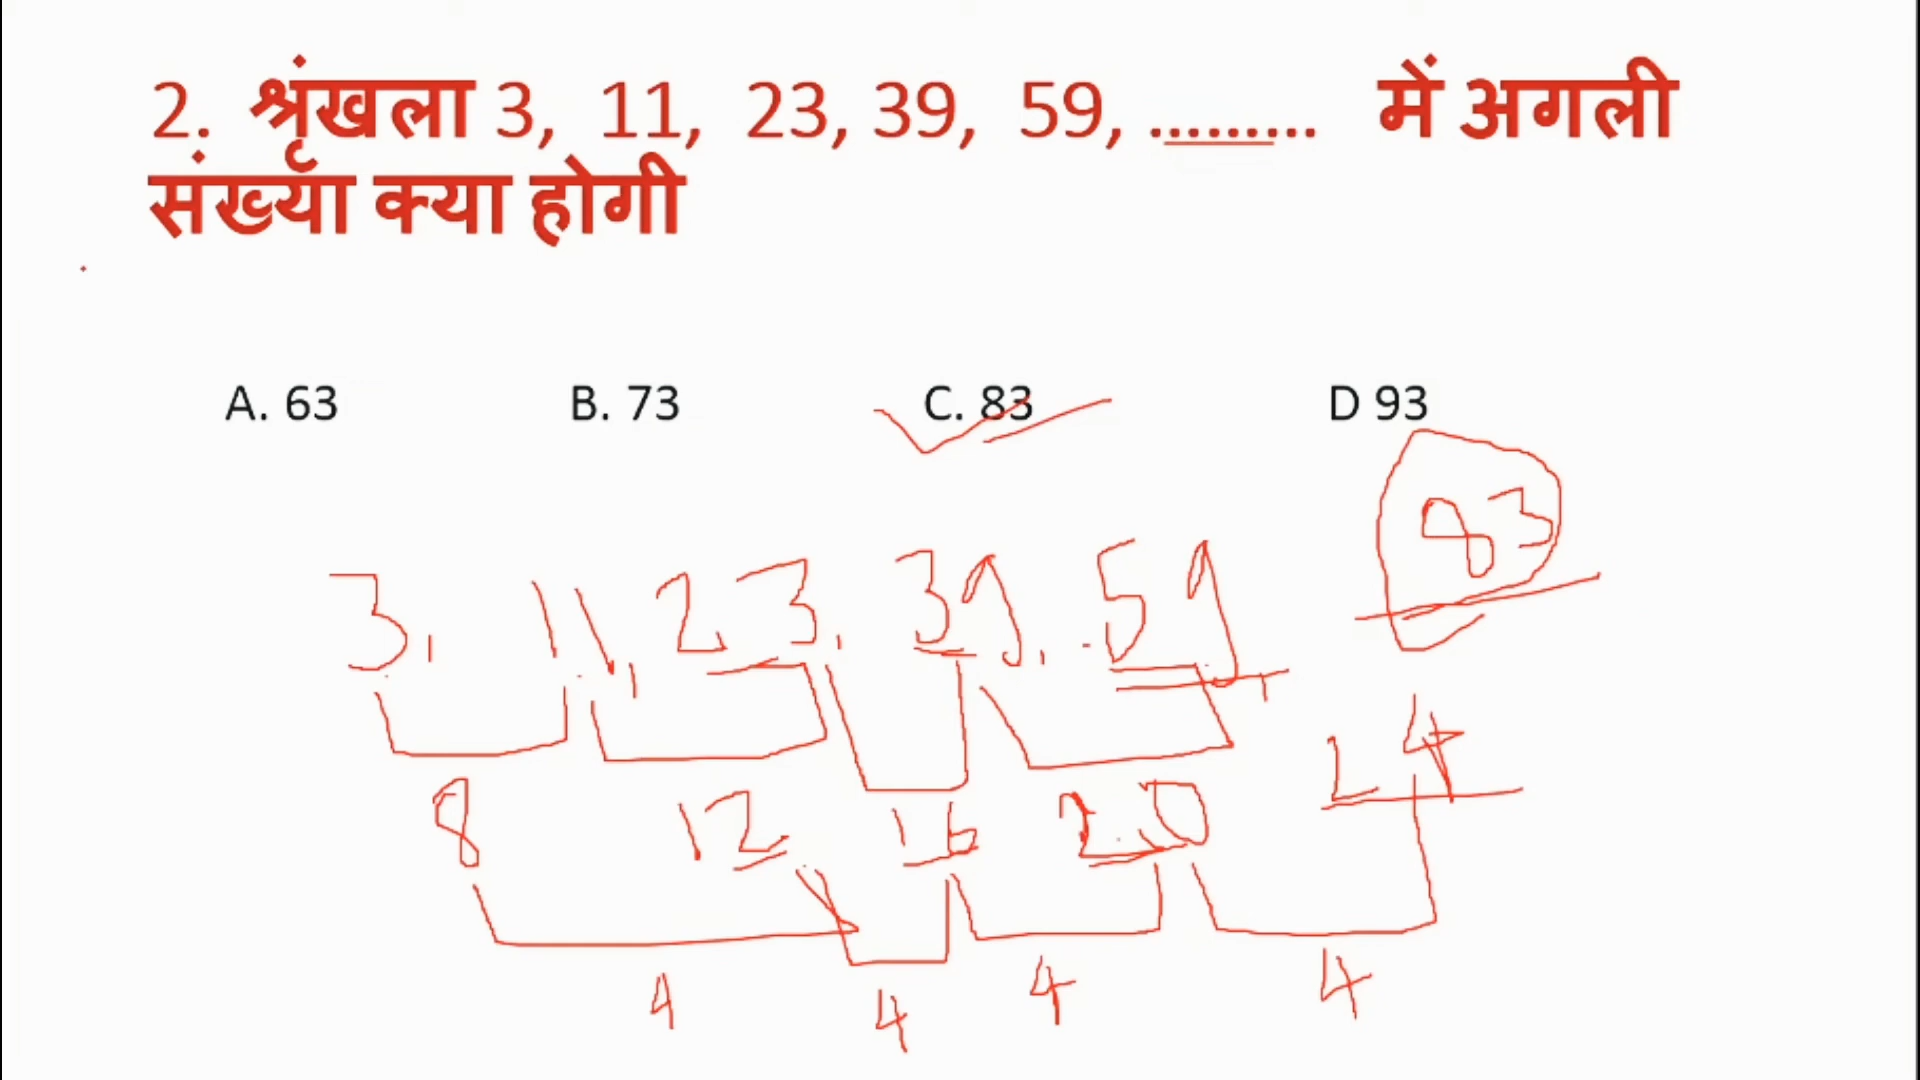 2. श्रृंखला 3, 11, 23, 39, 59, ......... में अगली
संख्या क्या होगी
A. 63 B. 73 C. 83 D 93
83
3, 11, 23, 39, 59,
8 12 16 20 24
4 4 4 4